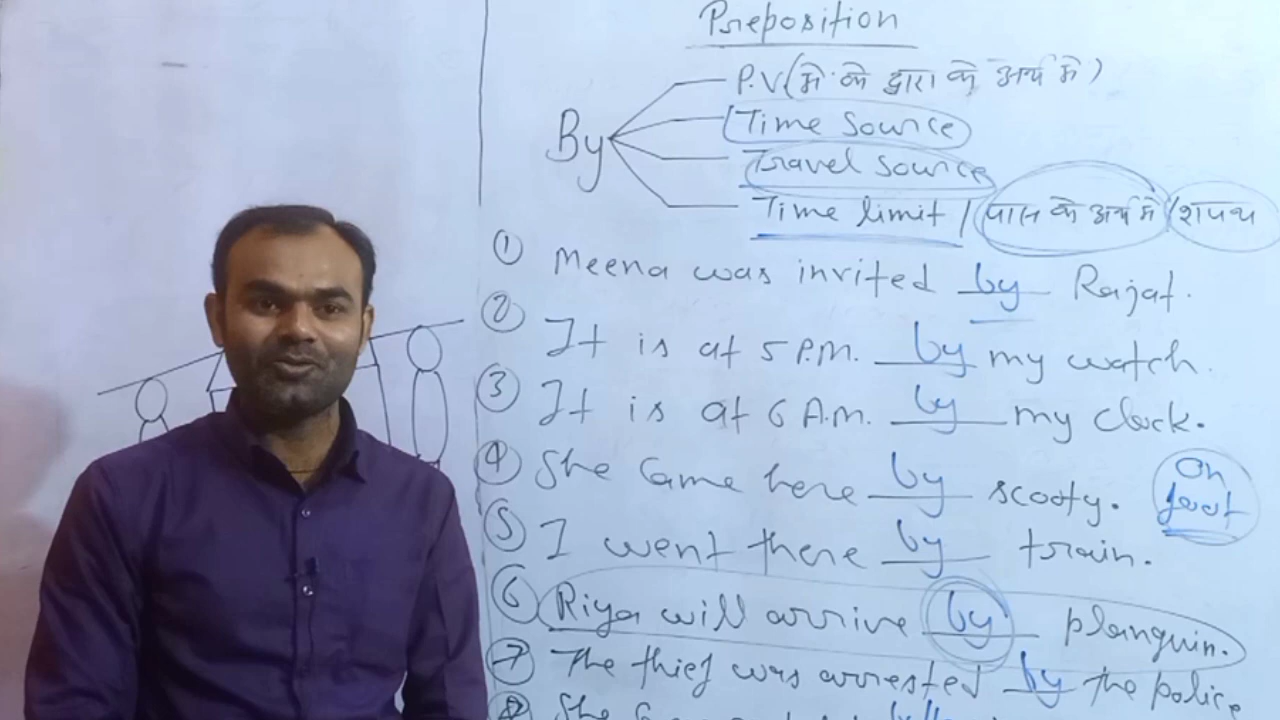 Preposition
By
P.V (में के द्वारा के अर्थ में)
Time source
Travel source
Time limit / पास के अर्थ में / शपथ
① Meena was invited by Rajat.
② It is at 5 P.M. by my watch.
③ It is at 6 A.M. by my clock.
④ She came here by scooty.
On foot
⑤ I went there by train.
⑥ Riya will arrive by planquin.
⑦ The thief was arrested by the police
⑧ She